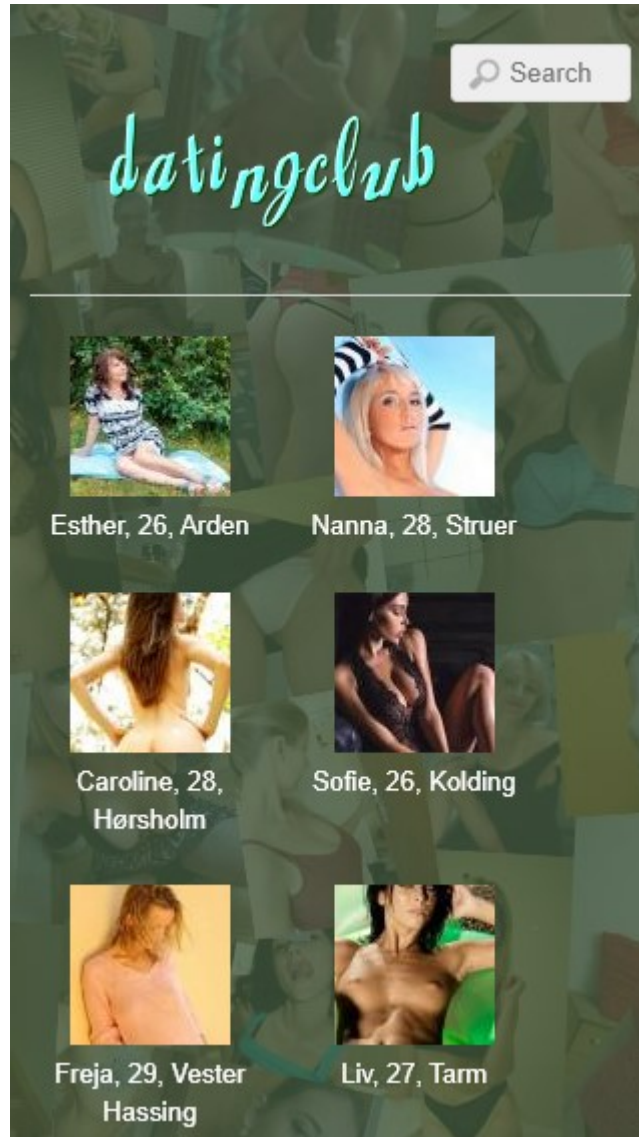 Search
datingclub
Esther, 26, Arden
Nanna, 28, Struer
Caroline, 28,
Hørsholm
Sofie, 26, Kolding
Freja, 29, Vester
Hassing
Liv, 27, Tarm